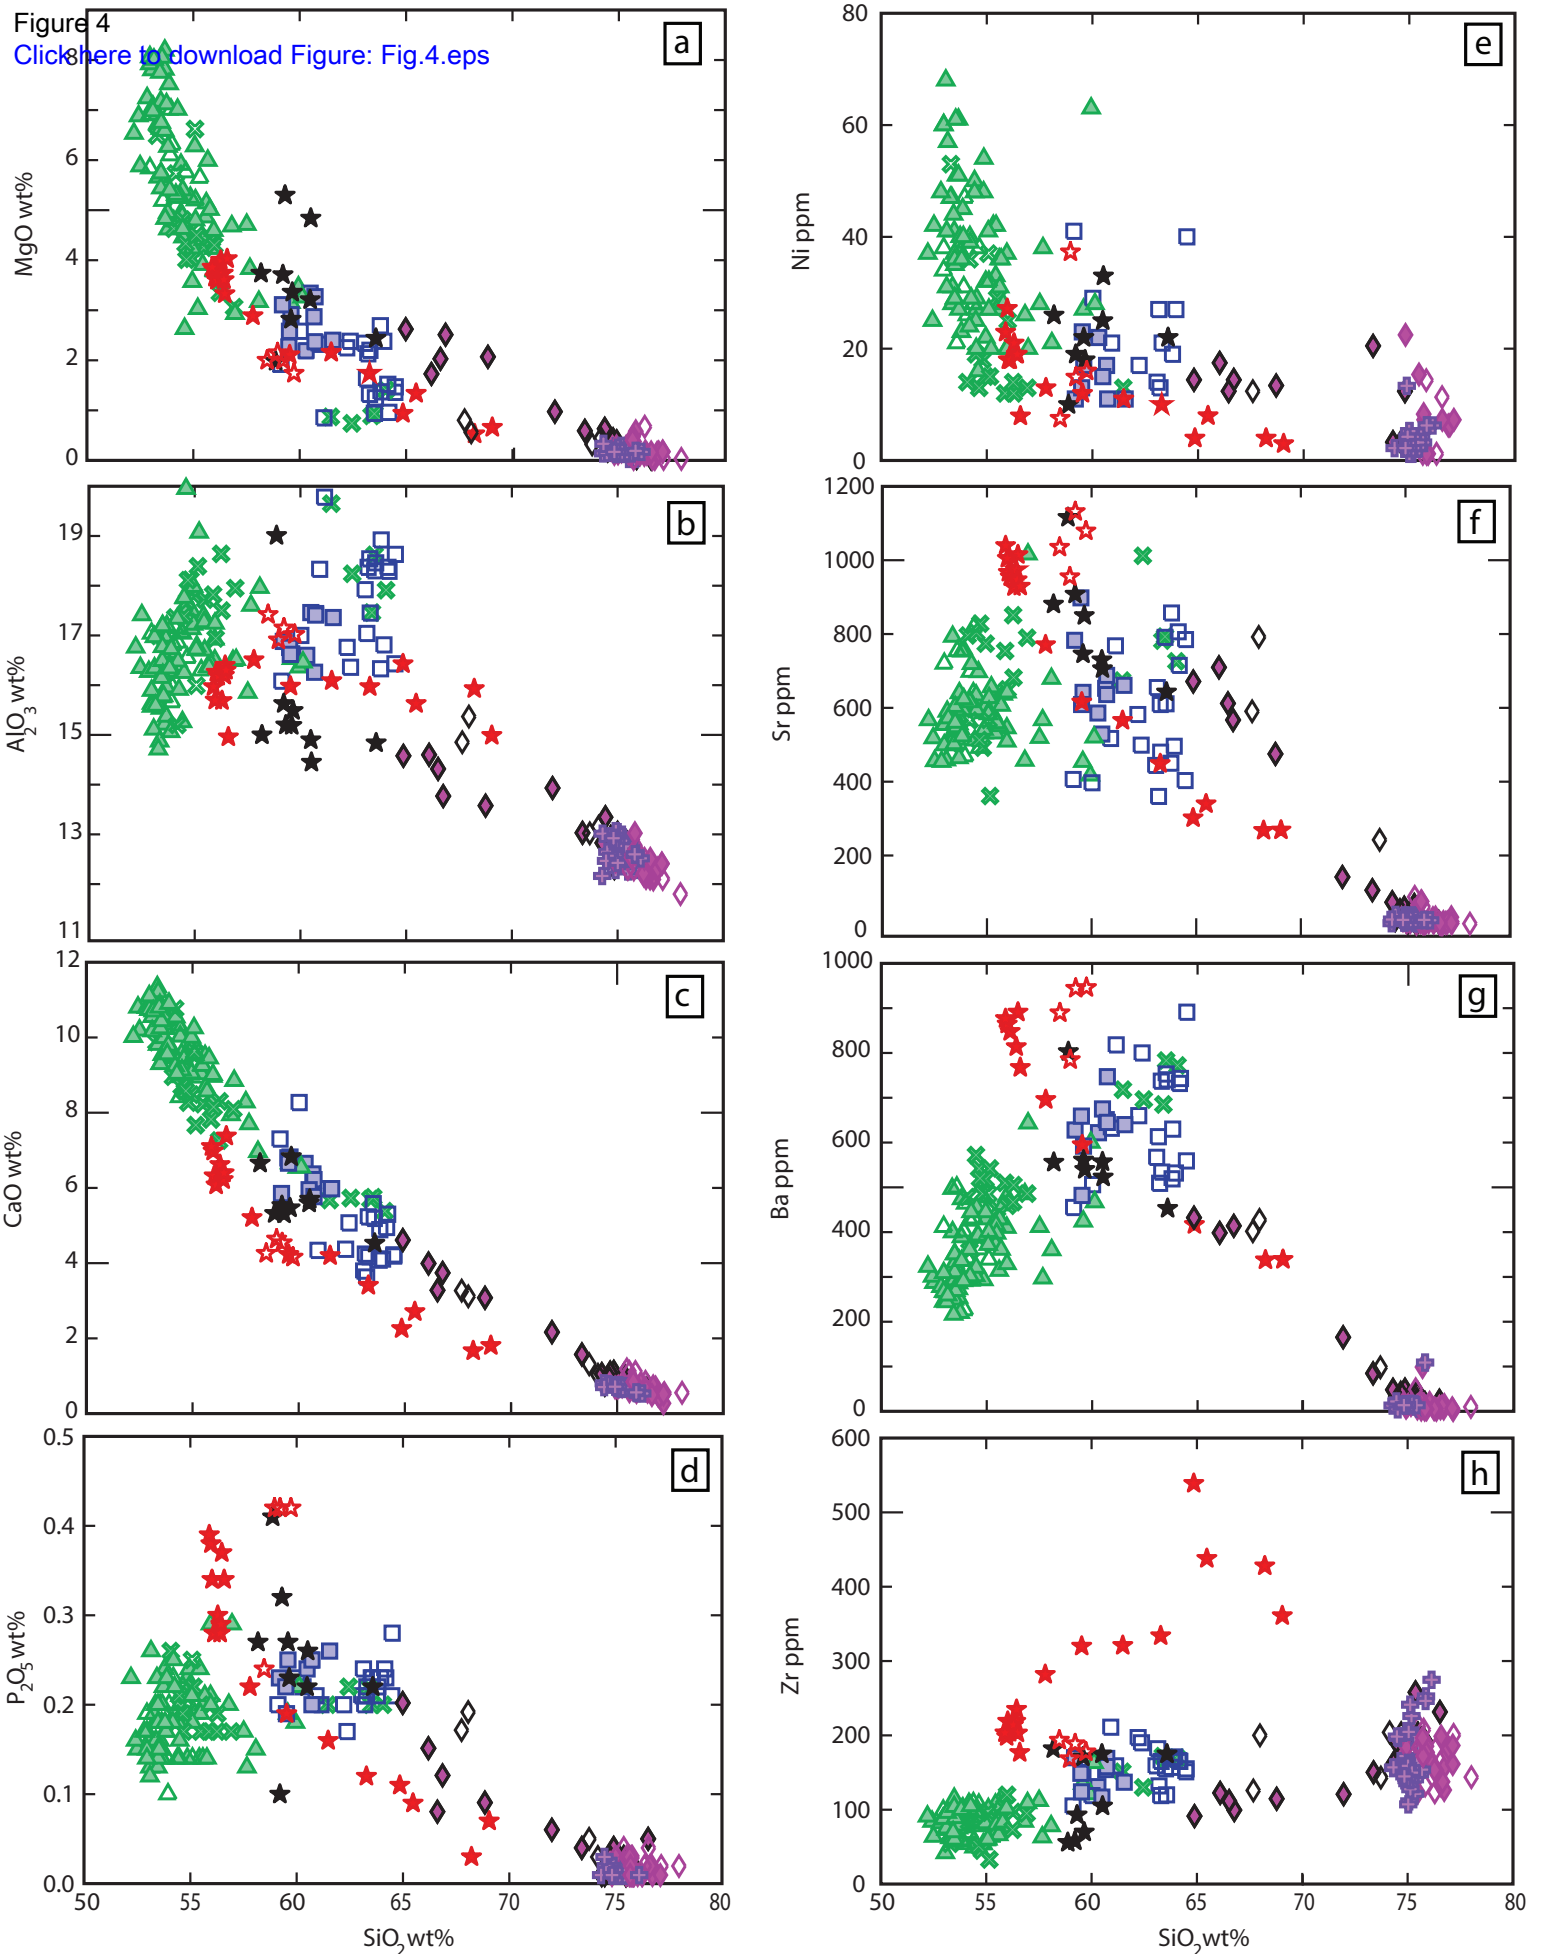 Figure 4
Click here to download Figure: Fig.4.eps
a
8
6
4
2
0
MgO wt%
e
80
60
40
20
0
Ni ppm
b
19
17
15
13
11
Al2O3 wt%
f
1200
1000
800
600
400
200
0
Sr ppm
c
12
10
8
6
4
2
0
CaO wt%
g
1000
800
600
400
200
0
Ba ppm
d
0.5
0.4
0.3
0.2
0.1
0.0
P2O5 wt%
50 55 60 65 70 75 80
SiO2 wt%
h
600
500
400
300
200
100
0
Zr ppm
50 55 60 65 70 75 80
SiO2 wt%